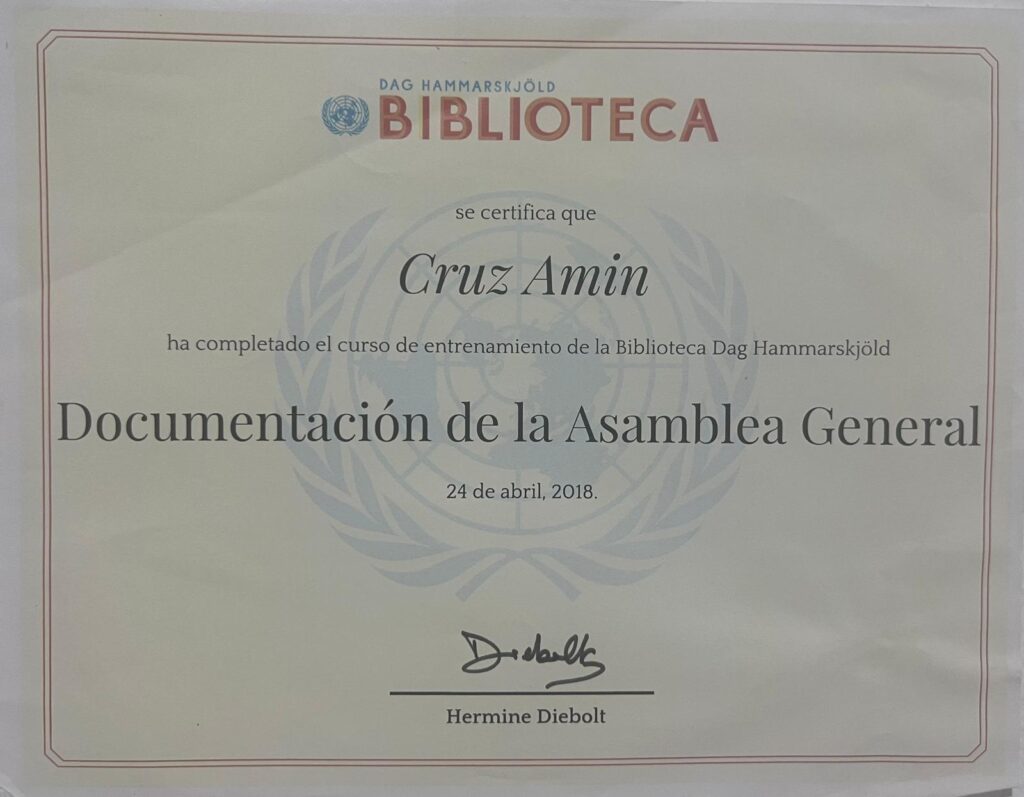 DAG HAMMARSKJÖLD
BIBLIOTECA
se certifica que
Cruz Amin
ha completado el curso de entrenamiento de la Biblioteca Dag Hammarskjöld
Documentación de la Asamblea General
24 de abril, 2018.
Diebolt
Hermine Diebolt